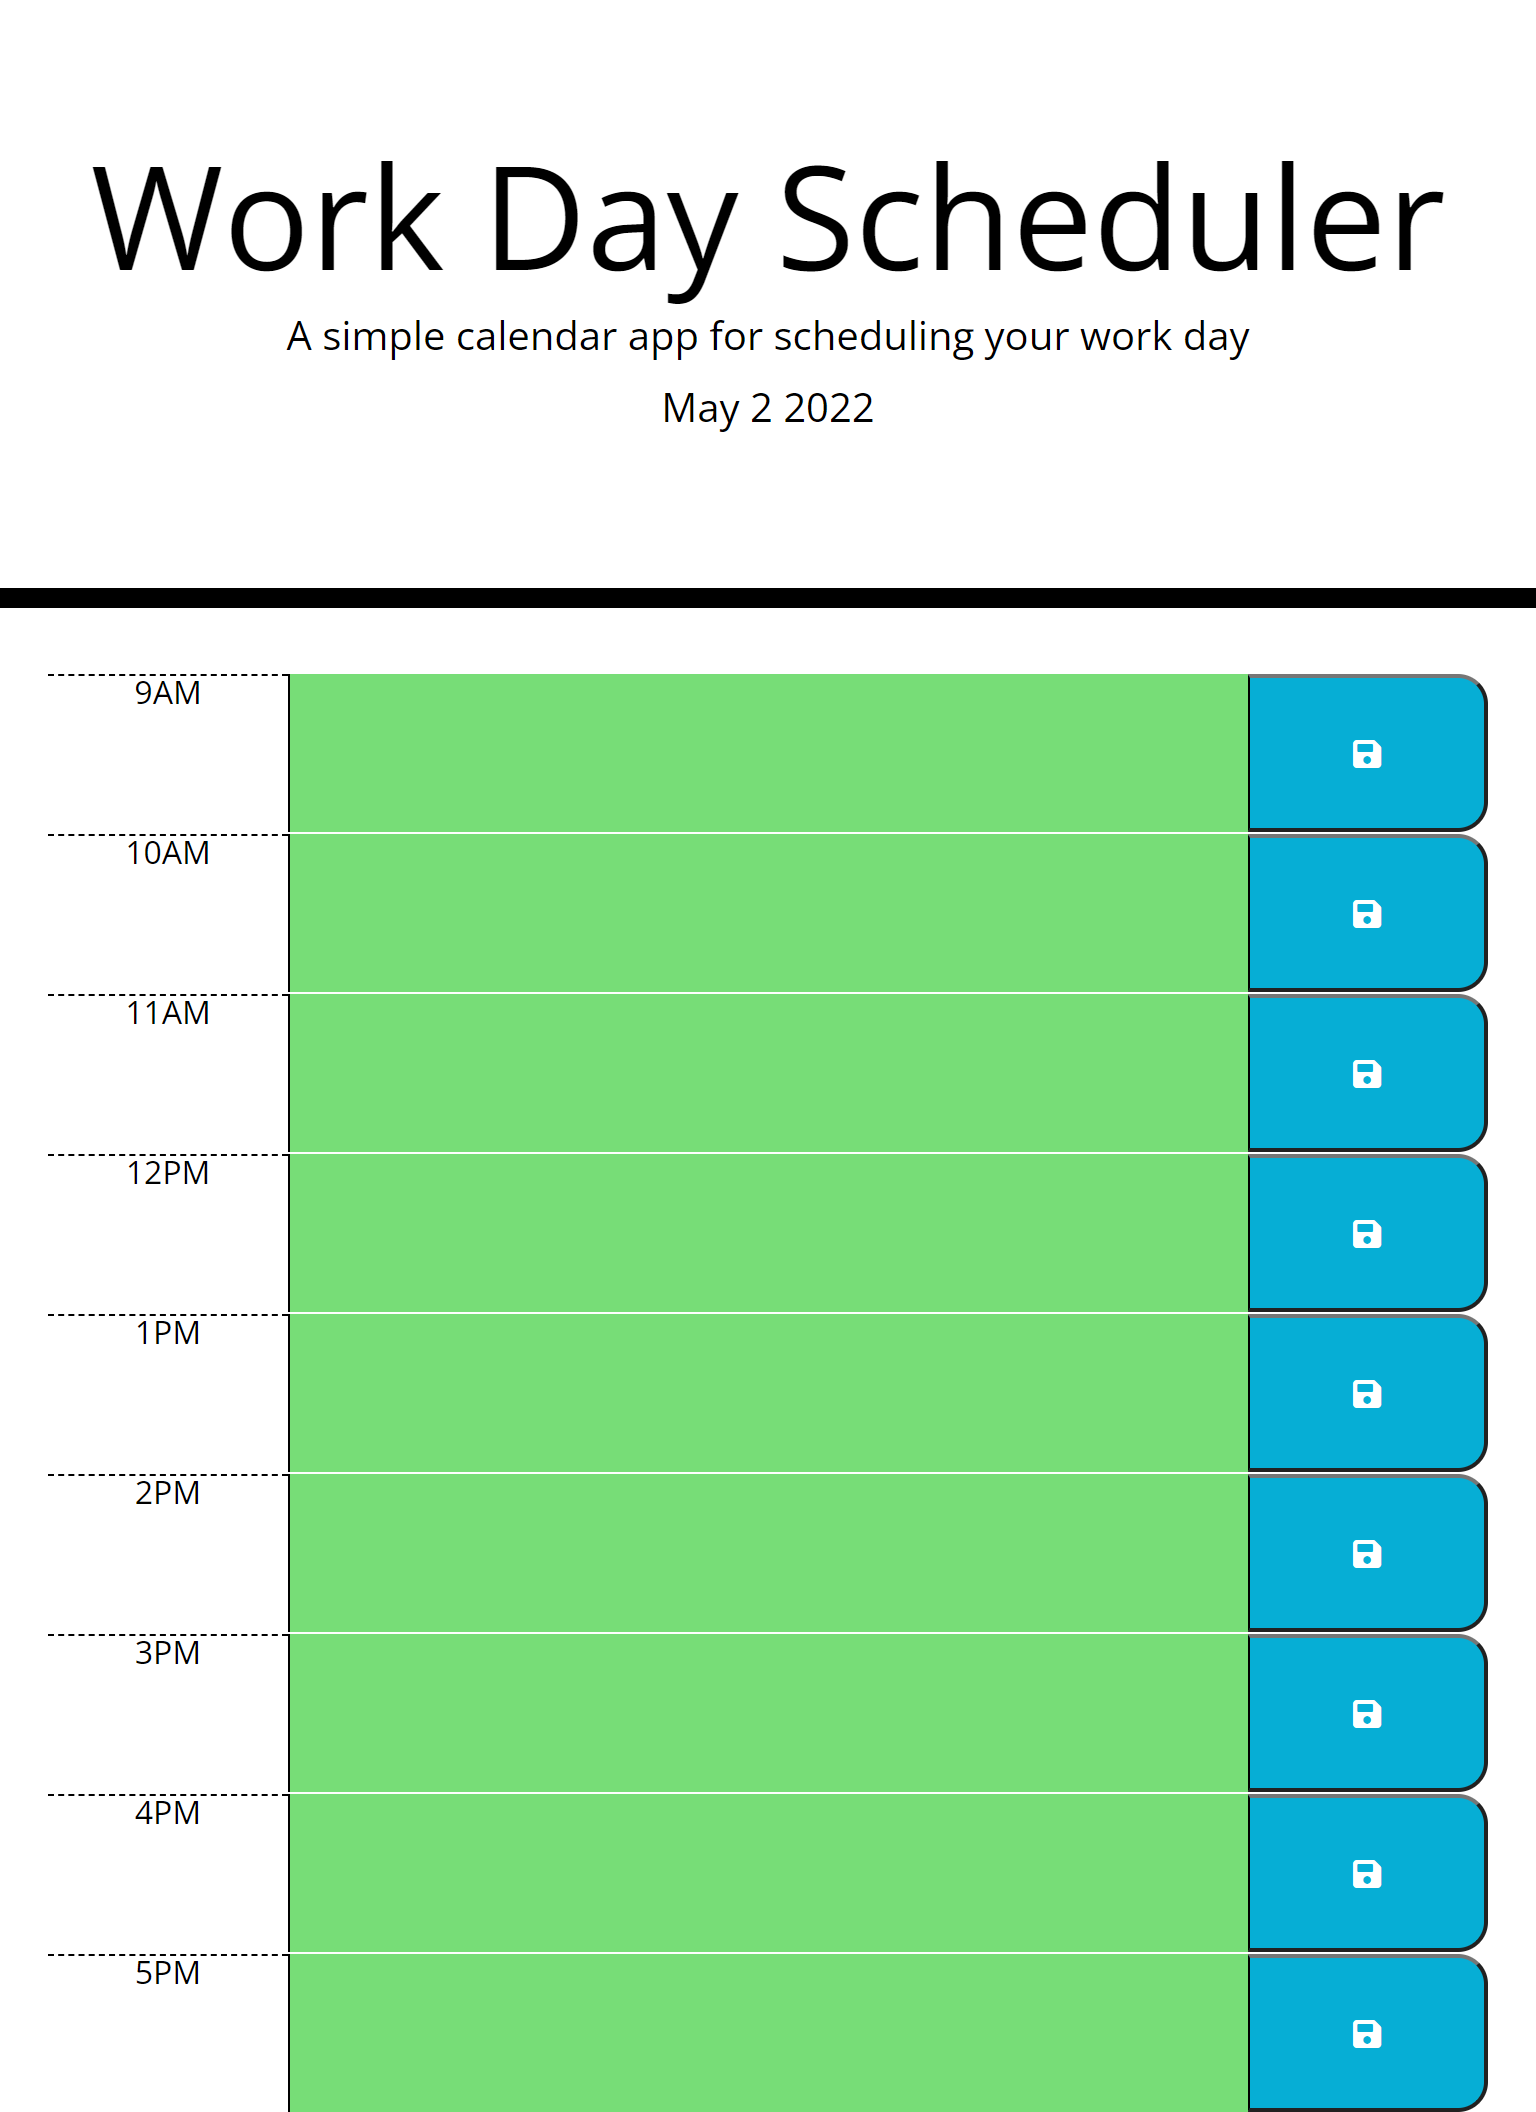 Work Day Scheduler
A simple calendar app for scheduling your work day
May 2 2022
9AM
10AM
11AM
12PM
1PM
2PM
3PM
4PM
5PM